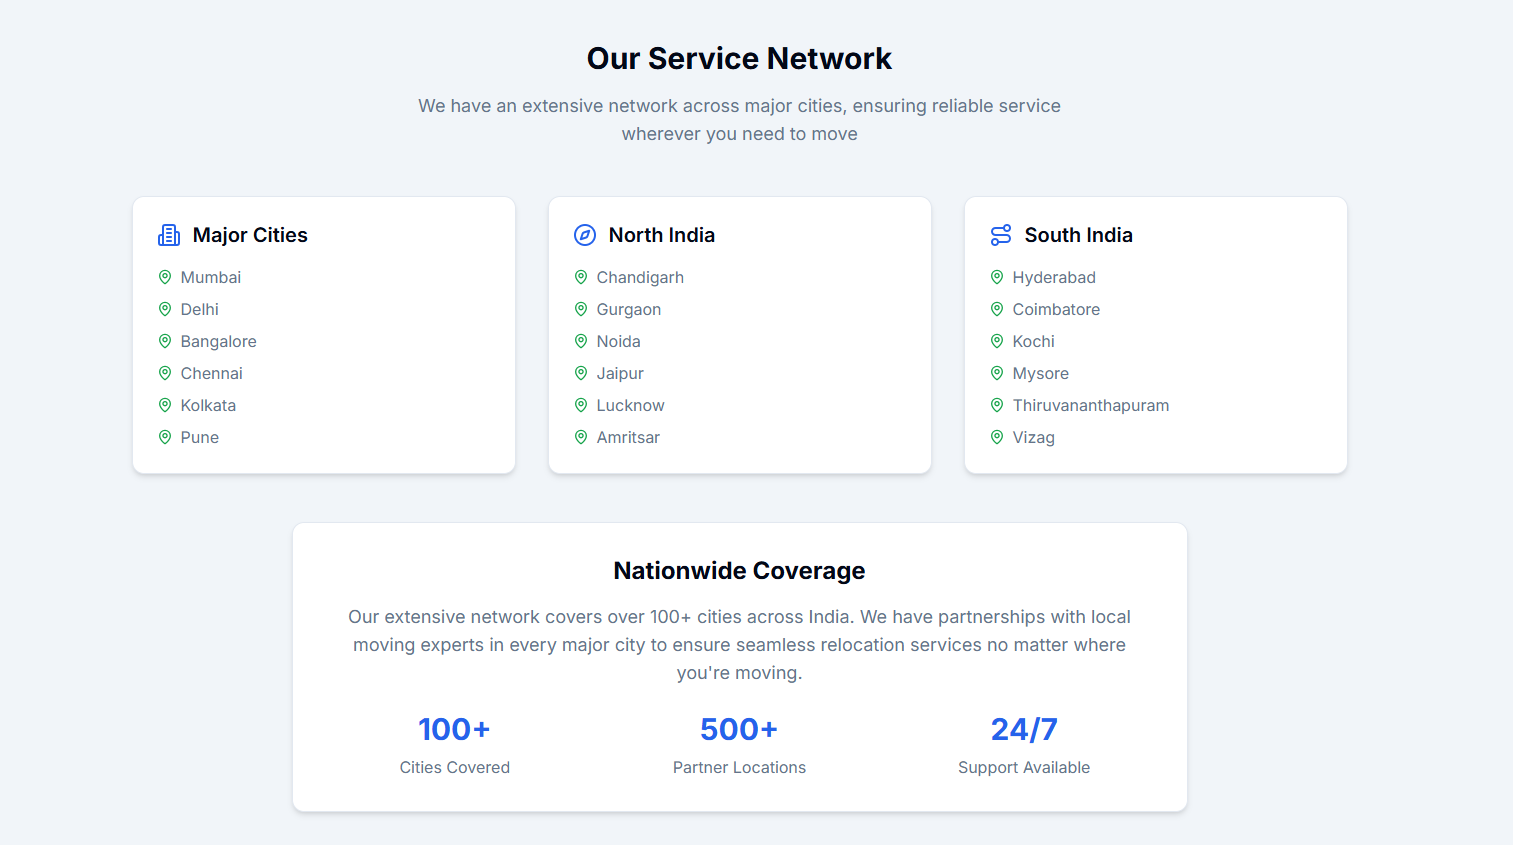 Our Service Network
We have an extensive network across major cities, ensuring reliable service
wherever you need to move
Major Cities
Mumbai
Delhi
Bangalore
Chennai
Kolkata
Pune
North India
Chandigarh
Gurgaon
Noida
Jaipur
Lucknow
Amritsar
South India
Hyderabad
Coimbatore
Kochi
Mysore
Thiruvananthapuram
Vizag
Nationwide Coverage
Our extensive network covers over 100+ cities across India. We have partnerships with local
moving experts in every major city to ensure seamless relocation services no matter where
you're moving.
100+
Cities Covered
500+
Partner Locations
24/7
Support Available